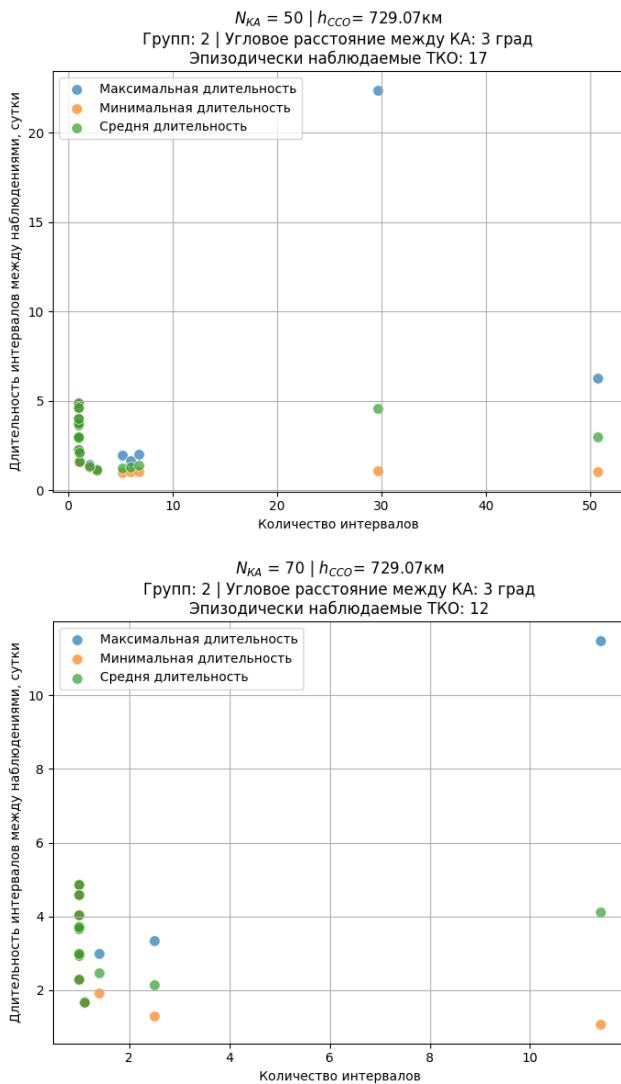 N_KA = 50 | h_CCO= 729.07км
Групп: 2 | Угловое расстояние между КА: 3 град
Эпизодически наблюдаемые ТКО: 17
Длительность интервалов между наблюдениями, сутки
Максимальная длительность
Минимальная длительность
Средня длительность
20
15
10
5
0
0 10 20 30 40 50
Количество интервалов
N_KA = 70 | h_CCO= 729.07км
Групп: 2 | Угловое расстояние между КА: 3 град
Эпизодически наблюдаемые ТКО: 12
Длительность интервалов между наблюдениями, сутки
Максимальная длительность
Минимальная длительность
Средня длительность
10
8
6
4
2
2 4 6 8 10
Количество интервалов